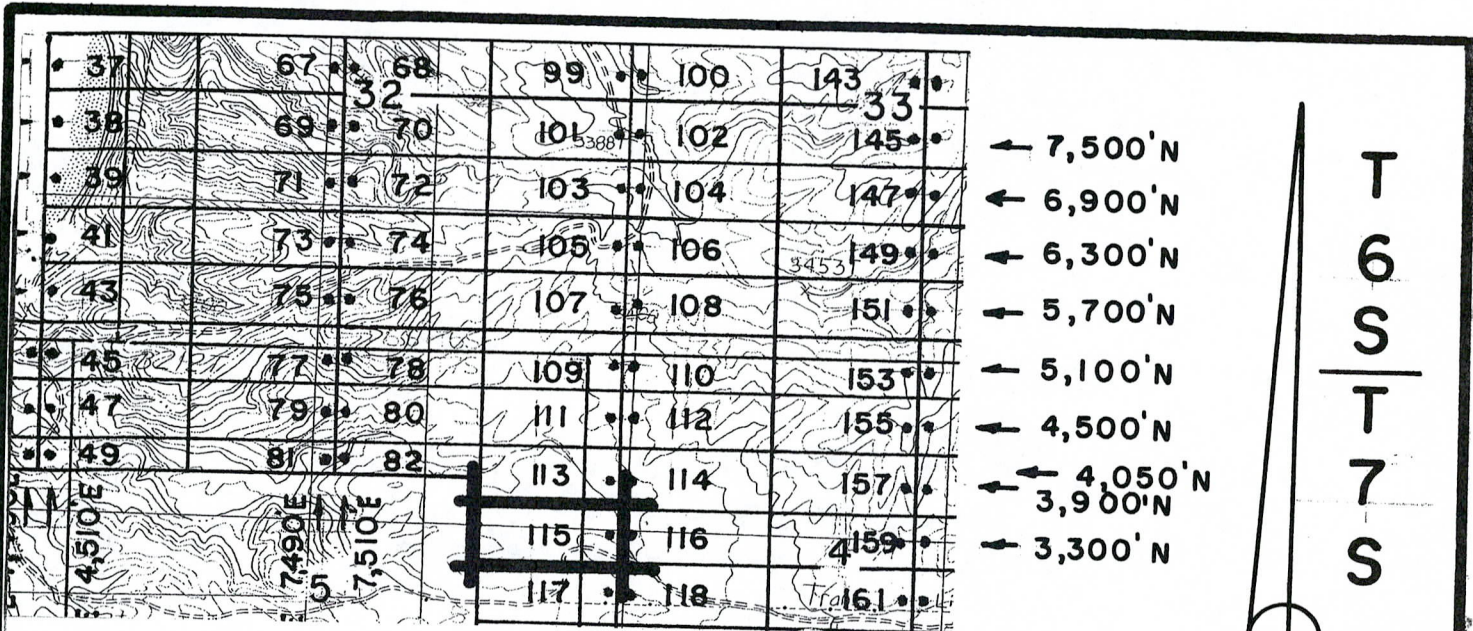 37 67 68 99 100 143
32 33
38 69 70 101 5388 102 145 7,500'N
39 71 72 103 104 147 6,900'N
41 73 74 105 106 3453 149 6,300'N
43 75 76 107 108 151 5,700'N
45 77 78 109 110 153 5,100'N
47 79 80 111 112 155 4,500'N
49 81 82 113 114 157 4,050'N
3,900'N
4,510'E 7,490'E 7,510'E
115 116 4 159 3,300'N
5 117 118 161
T
6
S
T
7
S